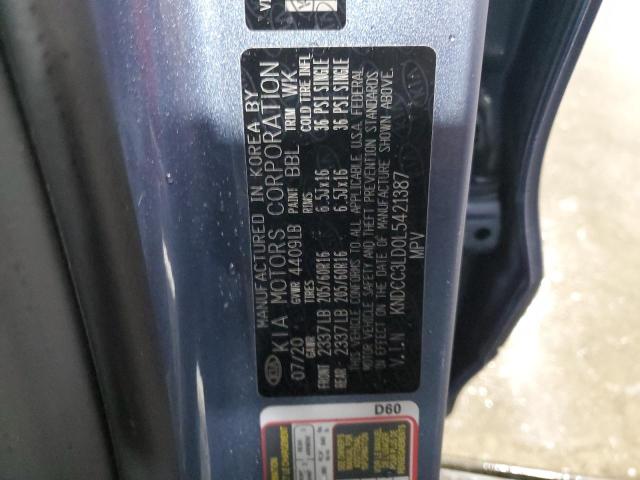 MANUFACTURED IN KOREA BY
KIA MOTORS CORPORATION
07/20 GVWR 4409LB PAINT BBL TRIM WK
GAWR TIRES RIMS COLD TIRE INFL
FRONT 2337LB 205/60R16 6.5Jx16 36 PSI SINGLE
REAR 2337LB 205/60R16 6.5Jx16 36 PSI SINGLE
THIS VEHICLE CONFORMS TO ALL APPLICABLE U.S.A. FEDERAL
MOTOR VEHICLE SAFETY AND THEFT PREVENTION STANDARDS
IN EFFECT ON THE DATE OF MANUFACTURE SHOWN ABOVE.
V.I.N KNDCC3LD0L5421387
MPV
KIA
D60